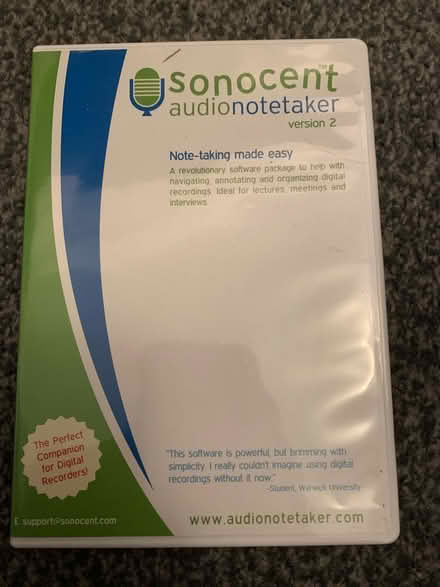 sonocent™
audionotetaker
version 2
Note-taking made easy
A revolutionary software package to help with
navigating, annotating and organizing digital
recordings. Ideal for lectures, meetings and
interviews.
The Perfect
Companion
for Digital
Recorders!
"This software is powerful, but brimming with
simplicity. I really couldn't imagine using digital
recordings without it now."
-Student, Warwick University
E. support@sonocent.com
www.audionotetaker.com